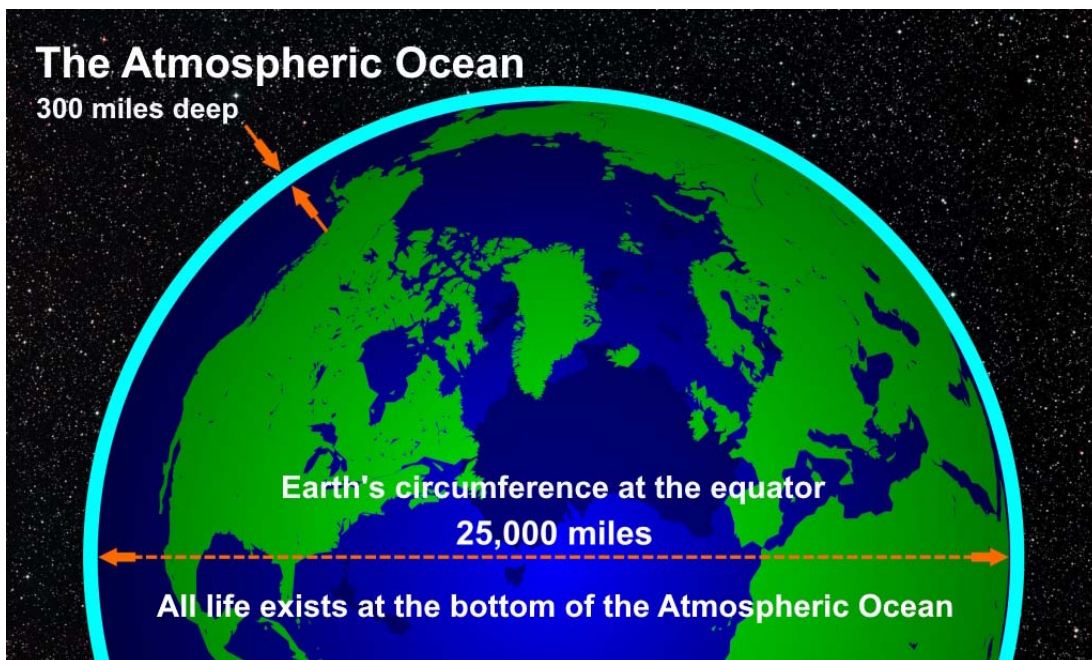 The Atmospheric Ocean
300 miles deep
Earth's circumference at the equator
25,000 miles
All life exists at the bottom of the Atmospheric Ocean